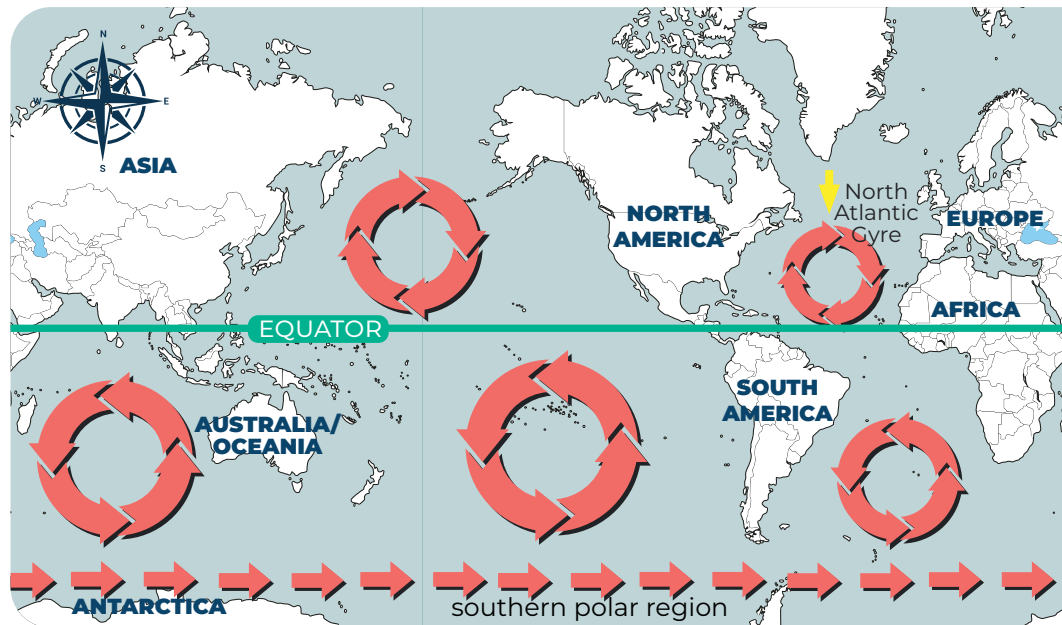 N
W
E
S
ASIA
NORTH
AMERICA
North
Atlantic
Gyre
EUROPE
AFRICA
EQUATOR
SOUTH
AMERICA
AUSTRALIA/
OCEANIA
ANTARCTICA
southern polar region